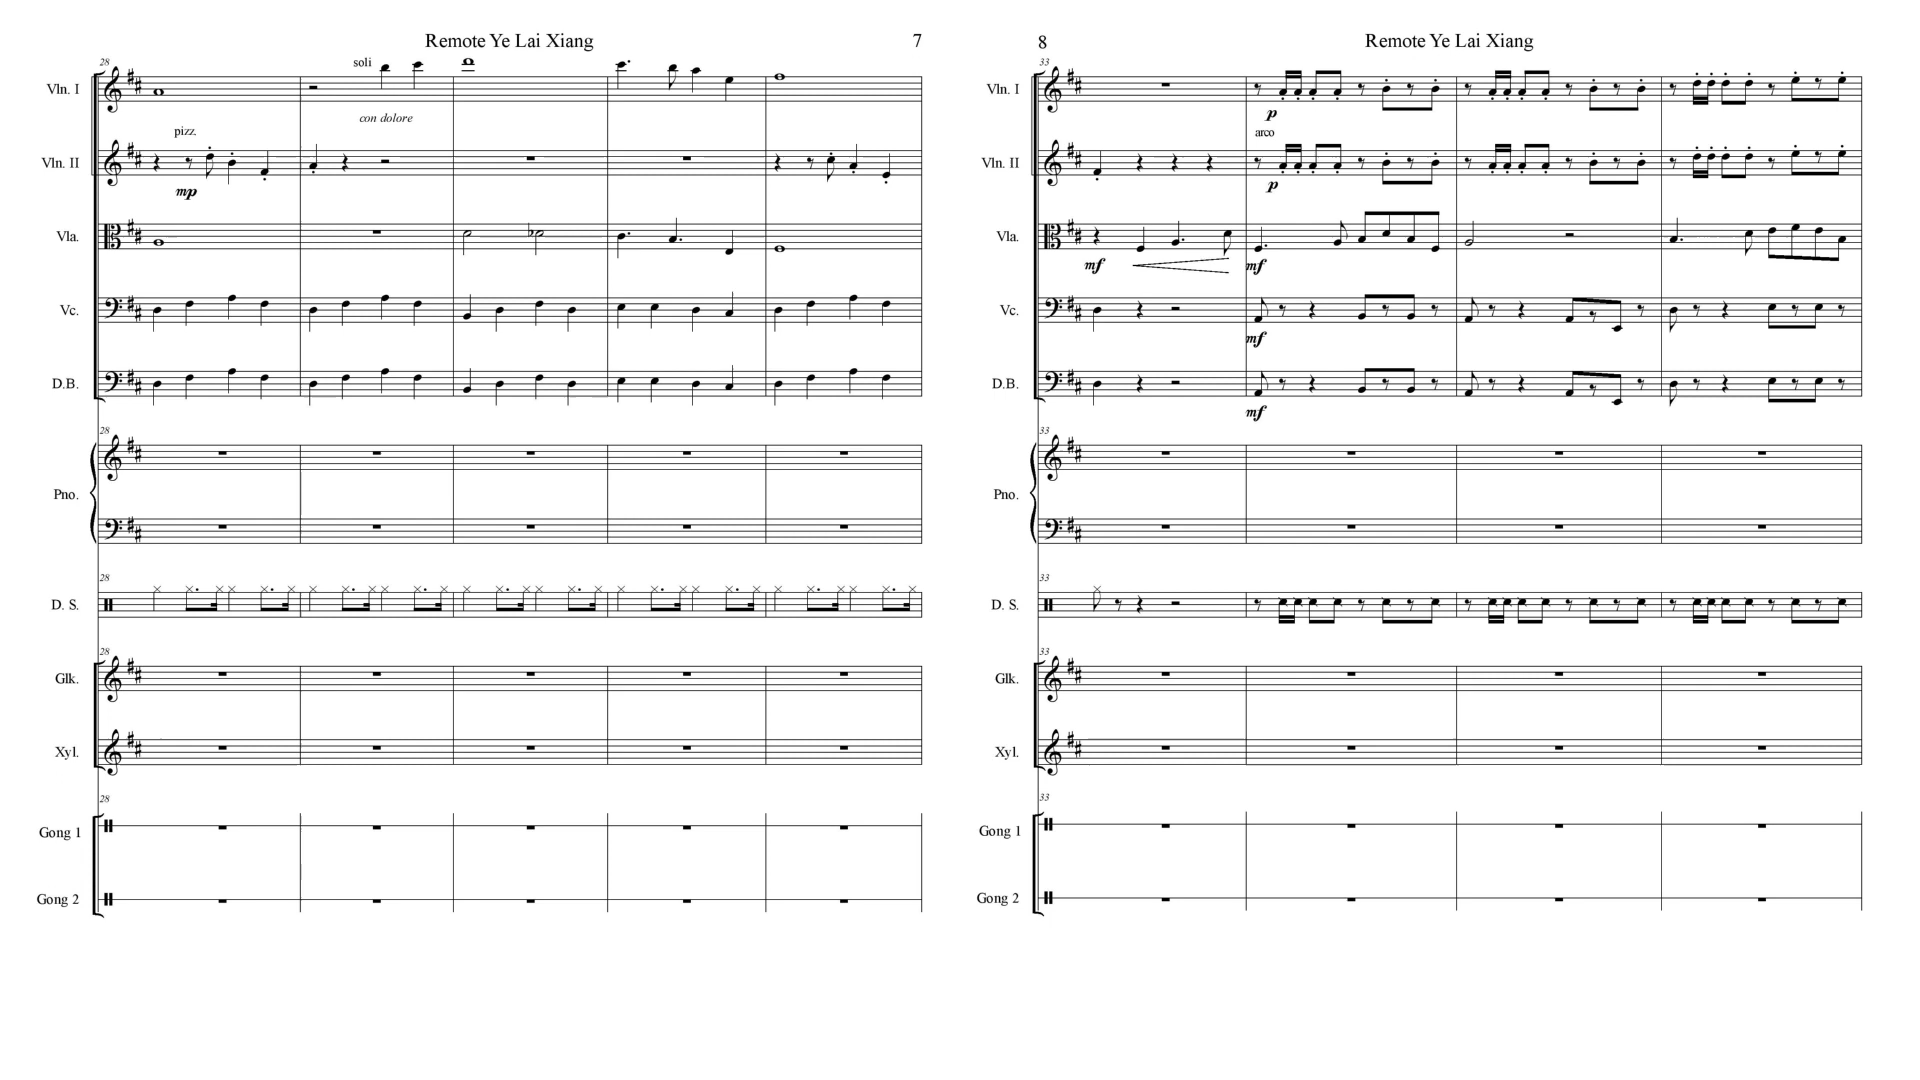 Remote Ye Lai Xiang
7
28
Vln. I
soli
con dolore
pizz.
Vln. II
mp
Vla.
Vc.
D.B.
28
Pno.
28
D. S.
28
Glk.
Xyl.
28
Gong 1
Gong 2
8
Remote Ye Lai Xiang
33
Vln. I
p
arco
Vln. II
p
Vla.
mf
mf
Vc.
mf
D.B.
mf
33
Pno.
33
D. S.
33
Glk.
Xyl.
33
Gong 1
Gong 2